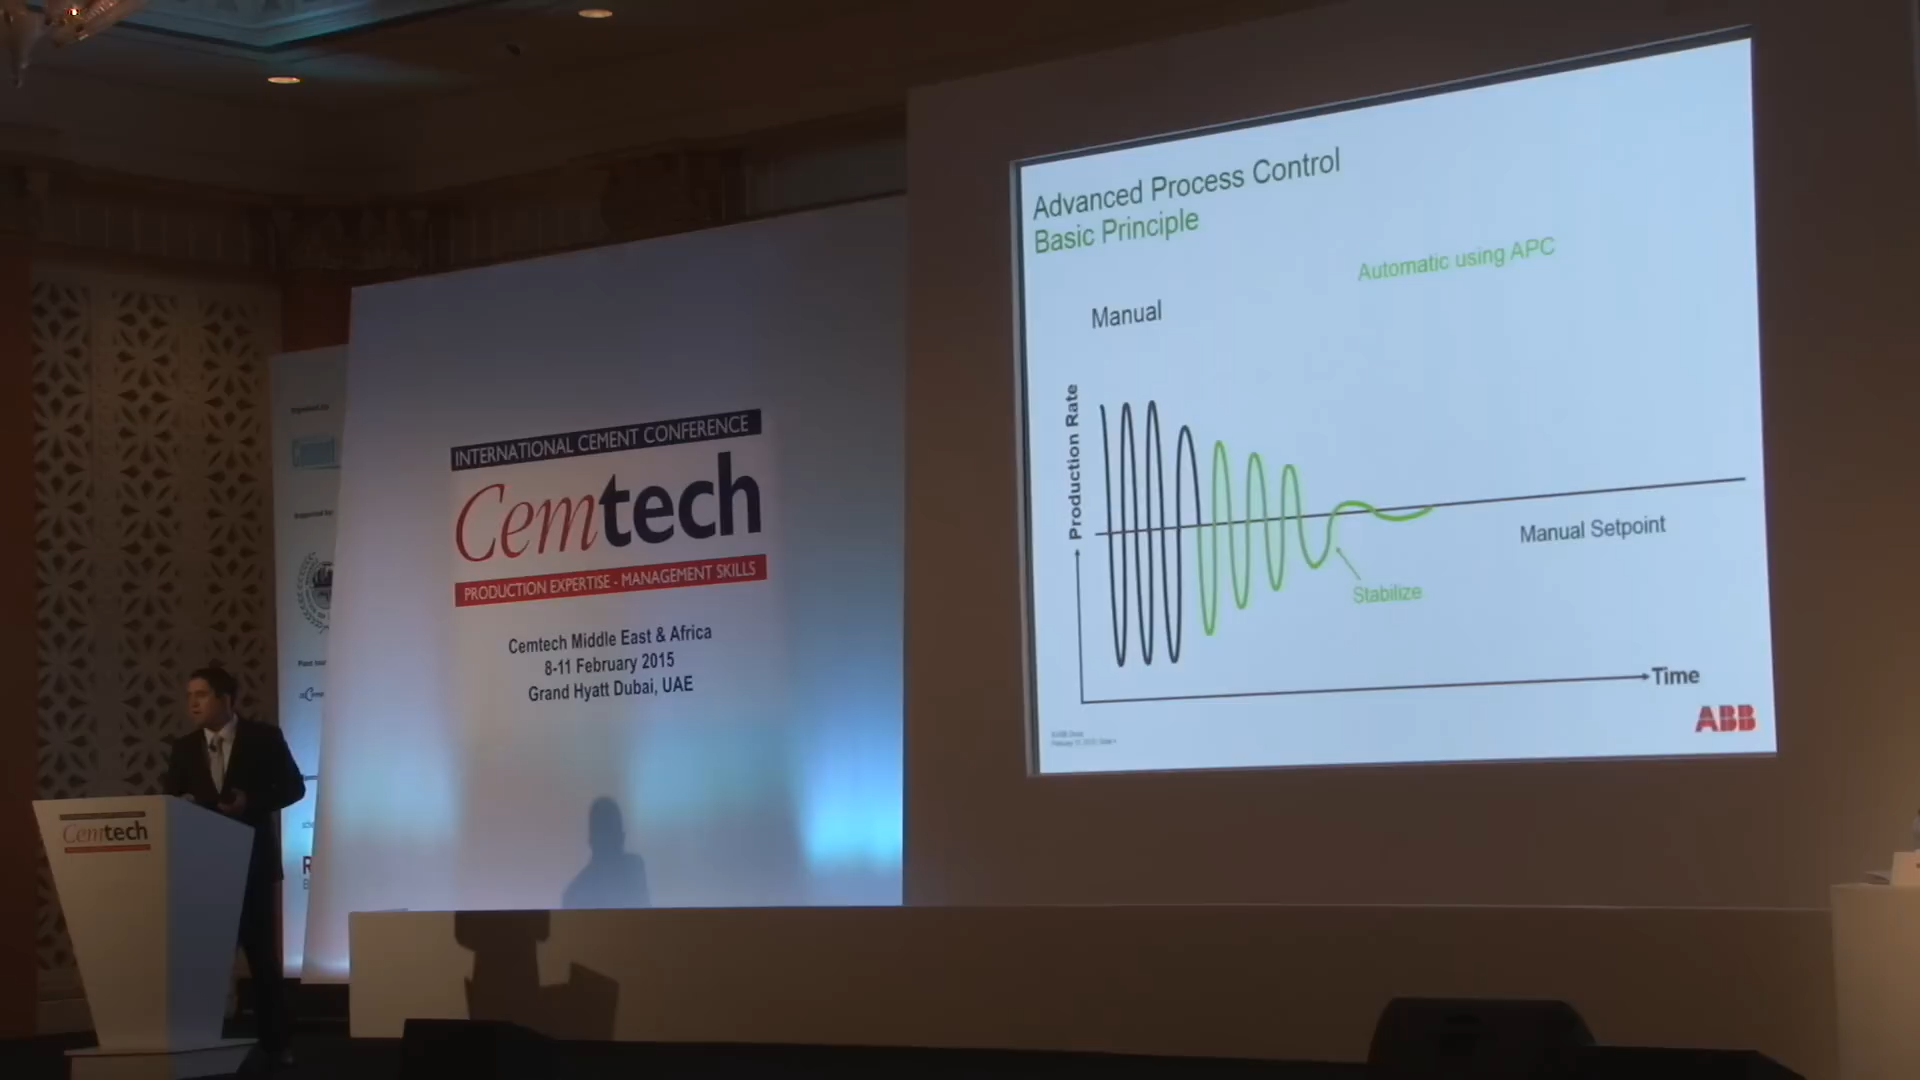 INTERNATIONAL CEMENT CONFERENCE
Cemtech
PRODUCTION EXPERTISE - MANAGEMENT SKILLS
Cemtech Middle East & Africa
8-11 February 2015
Grand Hyatt Dubai, UAE
Cemtech
Advanced Process Control
Basic Principle
Automatic using APC
Manual
Production Rate
Manual Setpoint
Stabilize
Time
ABB